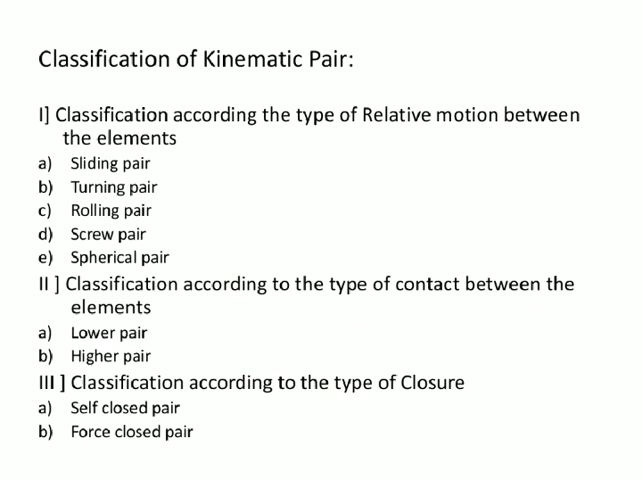 Classification of Kinematic Pair:
I] Classification according the type of Relative motion between
the elements
a) Sliding pair
b) Turning pair
c) Rolling pair
d) Screw pair
e) Spherical pair
II ] Classification according to the type of contact between the
elements
a) Lower pair
b) Higher pair
III ] Classification according to the type of Closure
a) Self closed pair
b) Force closed pair